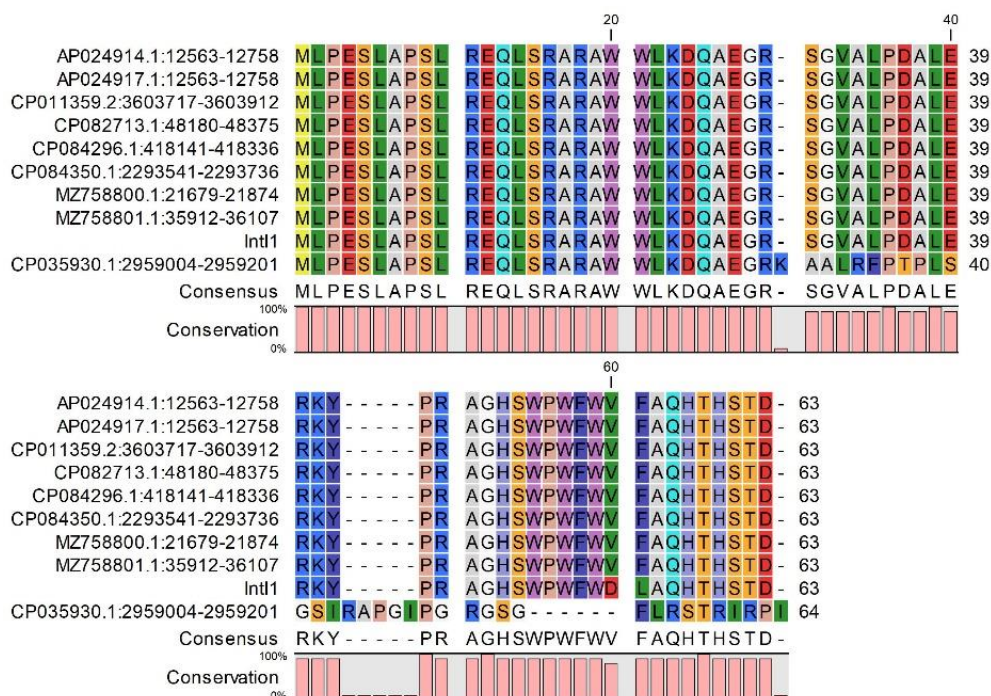 20 40
AP024914.1:12563-12758 MLPESLAPSL REQLSRARAW WLKDQAEGR- SGVALPDALE 39
AP024917.1:12563-12758 MLPESLAPSL REQLSRARAW WLKDQAEGR- SGVALPDALE 39
CP011359.2:3603717-3603912 MLPESLAPSL REQLSRARAW WLKDQAEGR- SGVALPDALE 39
CP082713.1:48180-48375 MLPESLAPSL REQLSRARAW WLKDQAEGR- SGVALPDALE 39
CP084296.1:418141-418336 MLPESLAPSL REQLSRARAW WLKDQAEGR- SGVALPDALE 39
CP084350.1:2293541-2293736 MLPESLAPSL REQLSRARAW WLKDQAEGR- SGVALPDALE 39
MZ758800.1:21679-21874 MLPESLAPSL REQLSRARAW WLKDQAEGR- SGVALPDALE 39
MZ758801.1:35912-36107 MLPESLAPSL REQLSRARAW WLKDQAEGR- SGVALPDALE 39
IntI1 MLPESLAPSL REQLSRARAW WLKDQAEGR- SGVALPDALE 39
CP035930.1:2959004-2959201 MLPESLAPSL REQLSRARAW WLKDQAEGRK AALRFPTPLS 40
Consensus MLPESLAPSL REQLSRARAW WLKDQAEGR- SGVALPDALE
100%
Conservation
0%
60
AP024914.1:12563-12758 RKY-----PR AGHSWPWFWV FAQHTHSTD- 63
AP024917.1:12563-12758 RKY-----PR AGHSWPWFWV FAQHTHSTD- 63
CP011359.2:3603717-3603912 RKY-----PR AGHSWPWFWV FAQHTHSTD- 63
CP082713.1:48180-48375 RKY-----PR AGHSWPWFWV FAQHTHSTD- 63
CP084296.1:418141-418336 RKY-----PR AGHSWPWFWV FAQHTHSTD- 63
CP084350.1:2293541-2293736 RKY-----PR AGHSWPWFWV FAQHTHSTD- 63
MZ758800.1:21679-21874 RKY-----PR AGHSWPWFWV FAQHTHSTD- 63
MZ758801.1:35912-36107 RKY-----PR AGHSWPWFWV FAQHTHSTD- 63
IntI1 RKY-----PR AGHSWPWFWD LAQHTHSTD- 63
CP035930.1:2959004-2959201 GSIRAPGIPG RGSG------ FLRSTRIRPI 64
Consensus RKY-----PR AGHSWPWFWV FAQHTHSTD-
100%
Conservation
0%